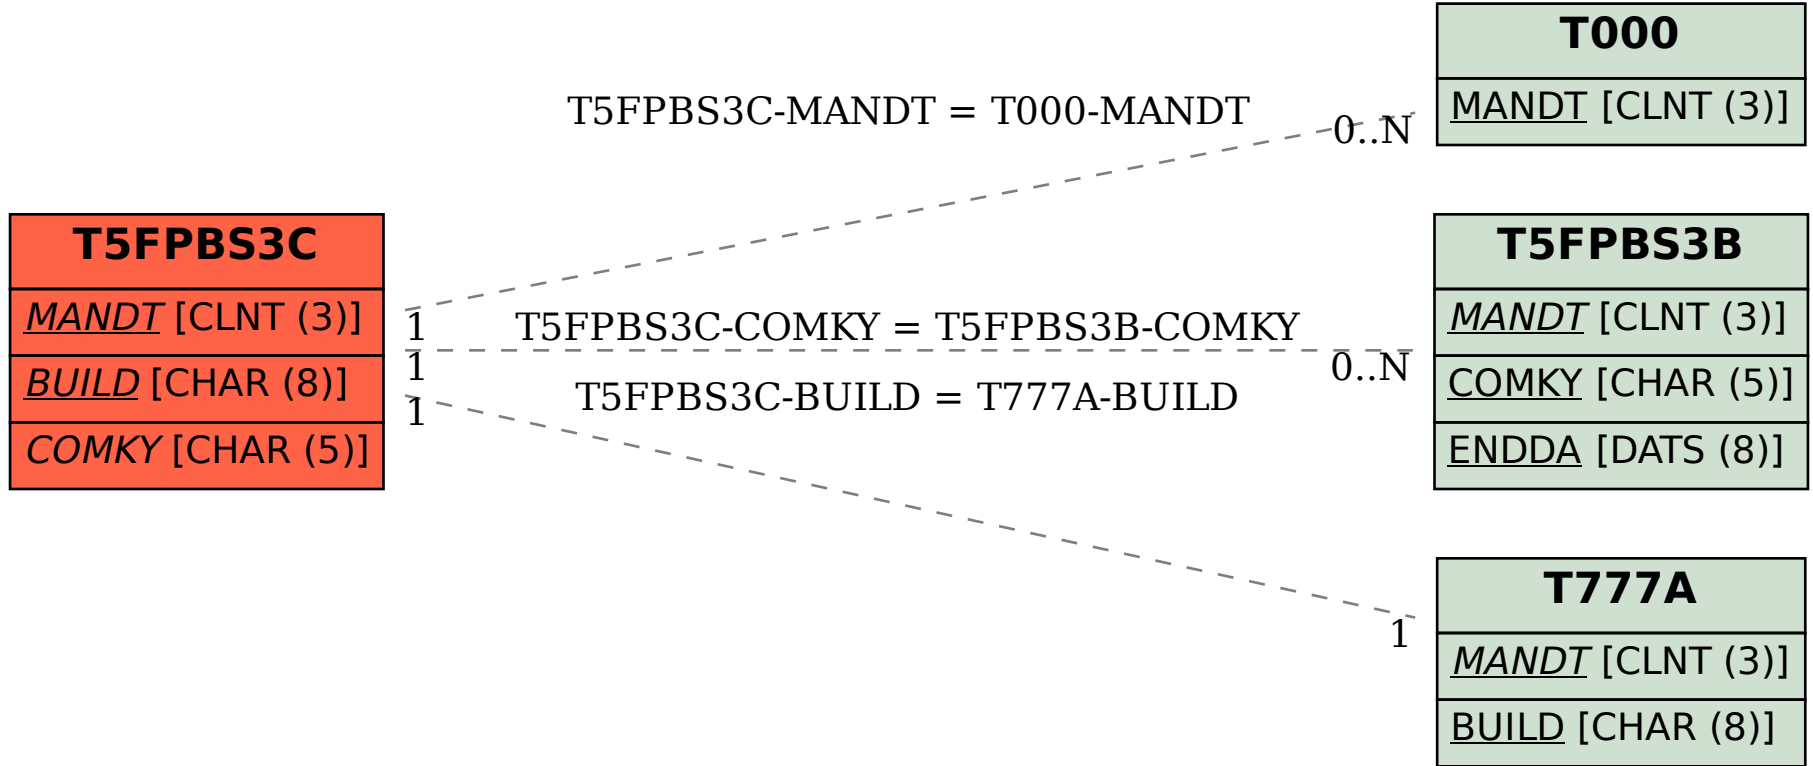 T000
MANDT [CLNT (3)]
T5FPBS3C-MANDT = T000-MANDT
0..N
T5FPBS3C
MANDT [CLNT (3)]
BUILD [CHAR (8)]
COMKY [CHAR (5)]
1
T5FPBS3C-COMKY = T5FPBS3B-COMKY
1
0..N
T5FPBS3C-BUILD = T777A-BUILD
1
T5FPBS3B
MANDT [CLNT (3)]
COMKY [CHAR (5)]
ENDDA [DATS (8)]
1
T777A
MANDT [CLNT (3)]
BUILD [CHAR (8)]